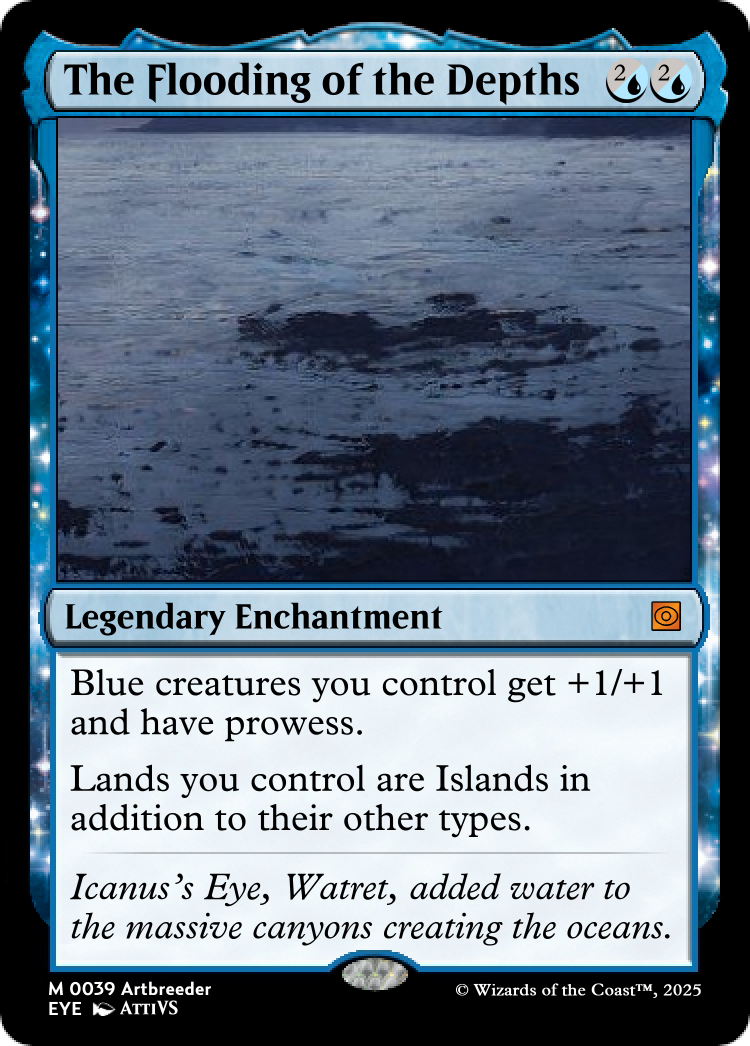 The Flooding of the Depths 2 2
Legendary Enchantment
Blue creatures you control get +1/+1
and have prowess.
Lands you control are Islands in
addition to their other types.
Icanus's Eye, Watret, added water to
the massive canyons creating the oceans.
M 0039 Artbreeder
EYE AttiVS
© Wizards of the Coast™, 2025